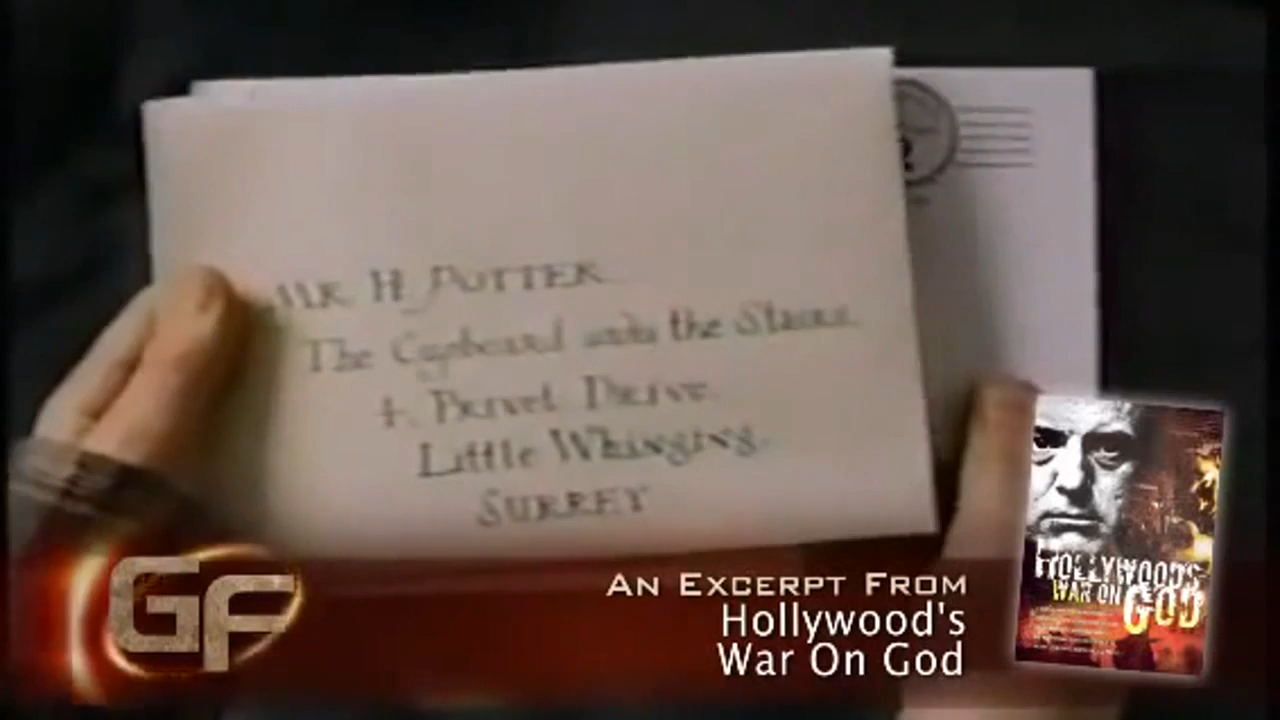 MR H POTTER
The Cupboard under the Stairs
4. Privet Drive.
Little Whinging.
SURREY
GF
AN EXCERPT FROM
Hollywood's
War On God
HOLLYWOOD'S
WAR ON GOD